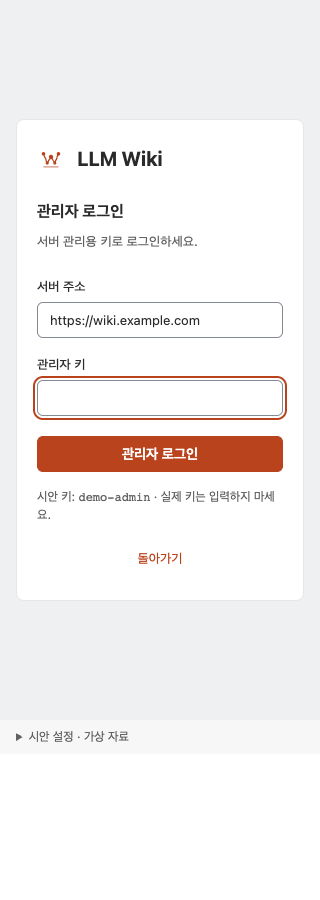 LLM Wiki
관리자 로그인
서버 관리용 키로 로그인하세요.
서버 주소
https://wiki.example.com
관리자 키
관리자 로그인
시안 키: demo-admin · 실제 키는 입력하지 마세
요.
돌아가기
▶ 시안 설정 · 가상 자료